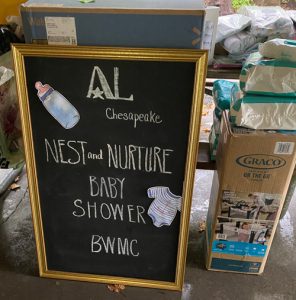 AL
Chesapeake
NEST and NURTURE
BABY
SHOWER
BWMC
GRACO